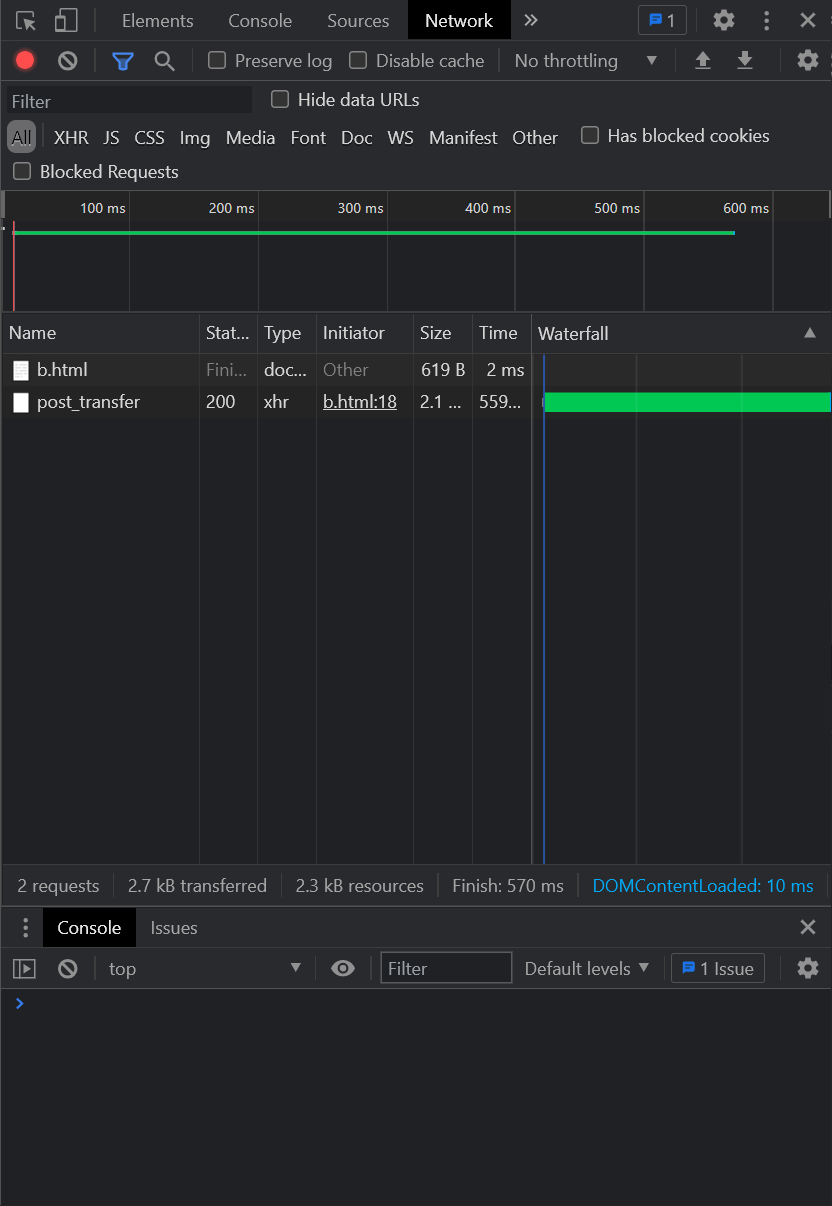 Elements Console Sources Network » 1
Preserve log Disable cache No throttling
Filter Hide data URLs
All XHR JS CSS Img Media Font Doc WS Manifest Other Has blocked cookies
Blocked Requests
100 ms 200 ms 300 ms 400 ms 500 ms 600 ms
Name Stat... Type Initiator Size Time Waterfall
b.html Fini... doc... Other 619 B 2 ms
post_transfer 200 xhr b.html:18 2.1 ... 559...
2 requests 2.7 kB transferred 2.3 kB resources Finish: 570 ms DOMContentLoaded: 10 ms
Console Issues
top Filter Default levels 1 Issue